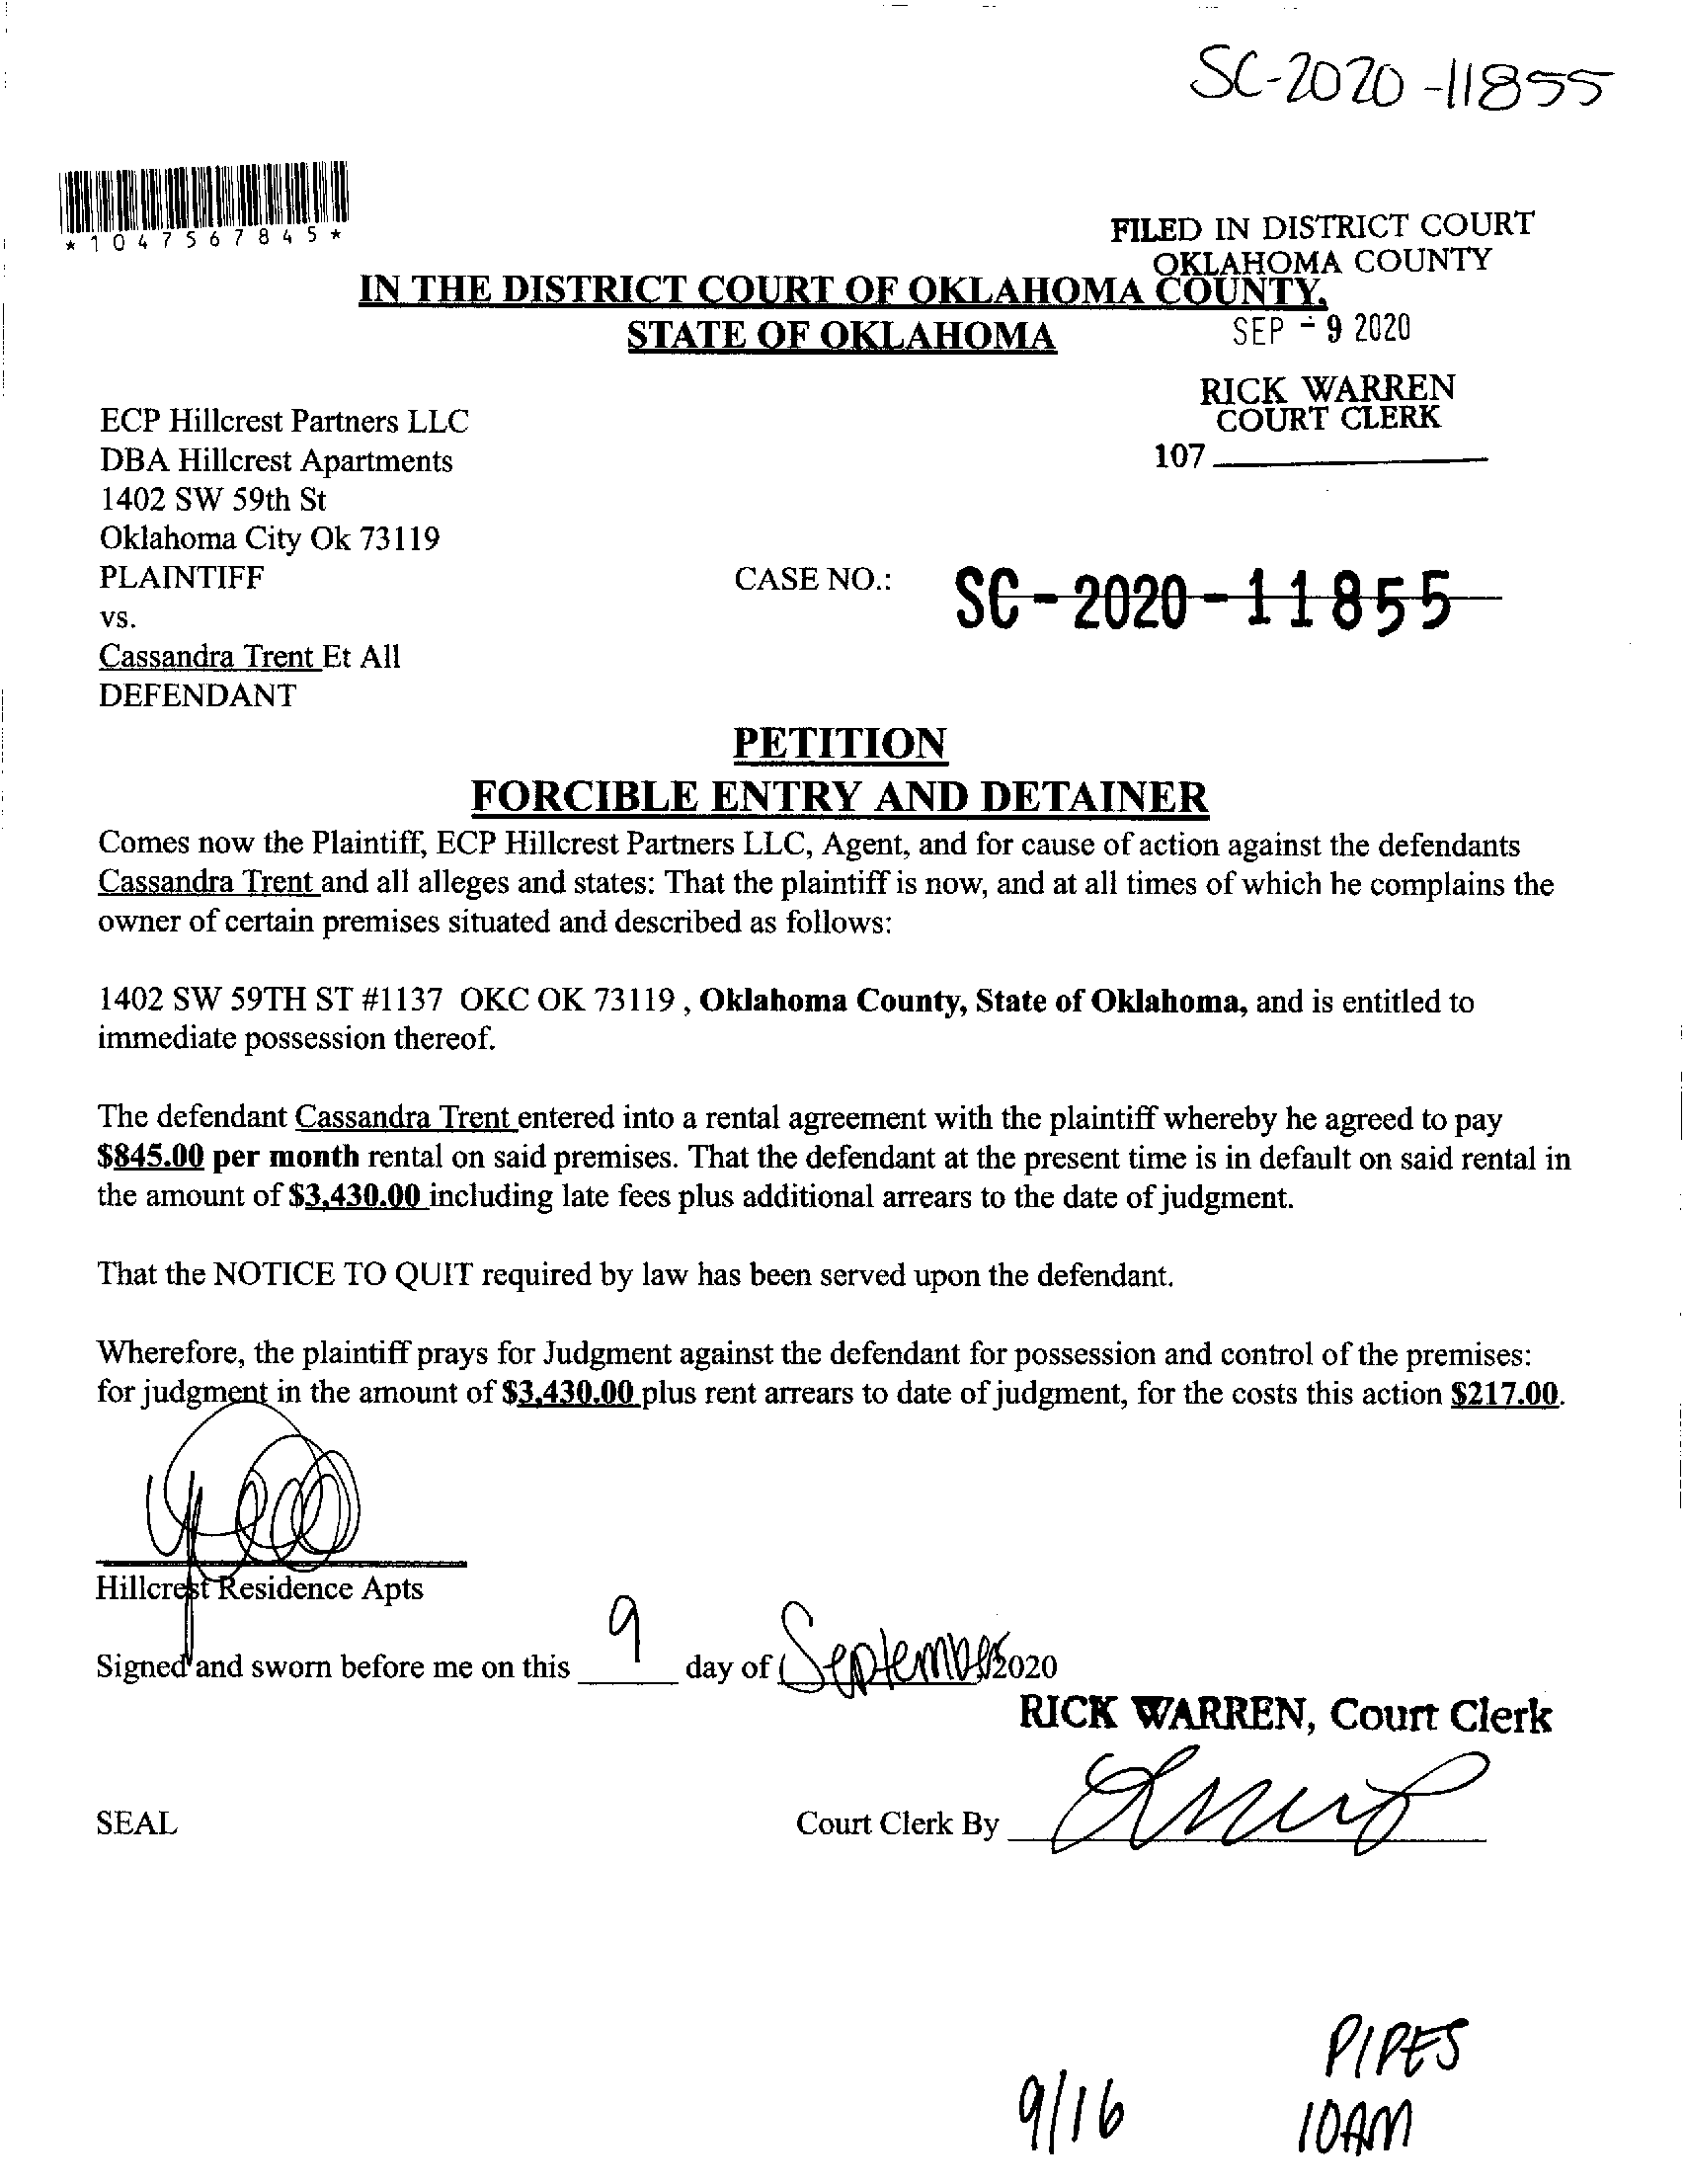 SC-2020-11855
*1047567845*
FILED IN DISTRICT COURT
OKLAHOMA COUNTY
IN THE DISTRICT COURT OF OKLAHOMA COUNTY,
STATE OF OKLAHOMA
SEP - 9 2020
RICK WARREN
COURT CLERK
107
ECP Hillcrest Partners LLC
DBA Hillcrest Apartments
1402 SW 59th St
Oklahoma City Ok 73119
PLAINTIFF
CASE NO.: SC-2020-11855
vs.
Cassandra Trent Et All
DEFENDANT
PETITION
FORCIBLE ENTRY AND DETAINER
Comes now the Plaintiff, ECP Hillcrest Partners LLC, Agent, and for cause of action against the defendants
Cassandra Trent and all alleges and states: That the plaintiff is now, and at all times of which he complains the
owner of certain premises situated and described as follows:
1402 SW 59TH ST #1137 OKC OK 73119 , Oklahoma County, State of Oklahoma, and is entitled to
immediate possession thereof.
The defendant Cassandra Trent entered into a rental agreement with the plaintiff whereby he agreed to pay
$845.00 per month rental on said premises. That the defendant at the present time is in default on said rental in
the amount of $3,430.00 including late fees plus additional arrears to the date of judgment.
That the NOTICE TO QUIT required by law has been served upon the defendant.
Wherefore, the plaintiff prays for Judgment against the defendant for possession and control of the premises:
for judgment in the amount of $3,430.00 plus rent arrears to date of judgment, for the costs this action $217.00.
Hillcrest Residence Apts
Signed and sworn before me on this 9 day of September 2020
RICK WARREN, Court Clerk
SEAL
Court Clerk By
PIPES
9/16
10AM